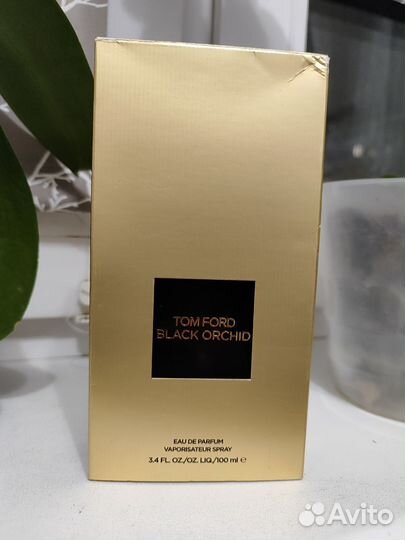 TOM FORD
BLACK ORCHID
EAU DE PARFUM
VAPORISATEUR SPRAY
3.4 FL. OZ./OZ. LIQ./100 ml ℮
Avito